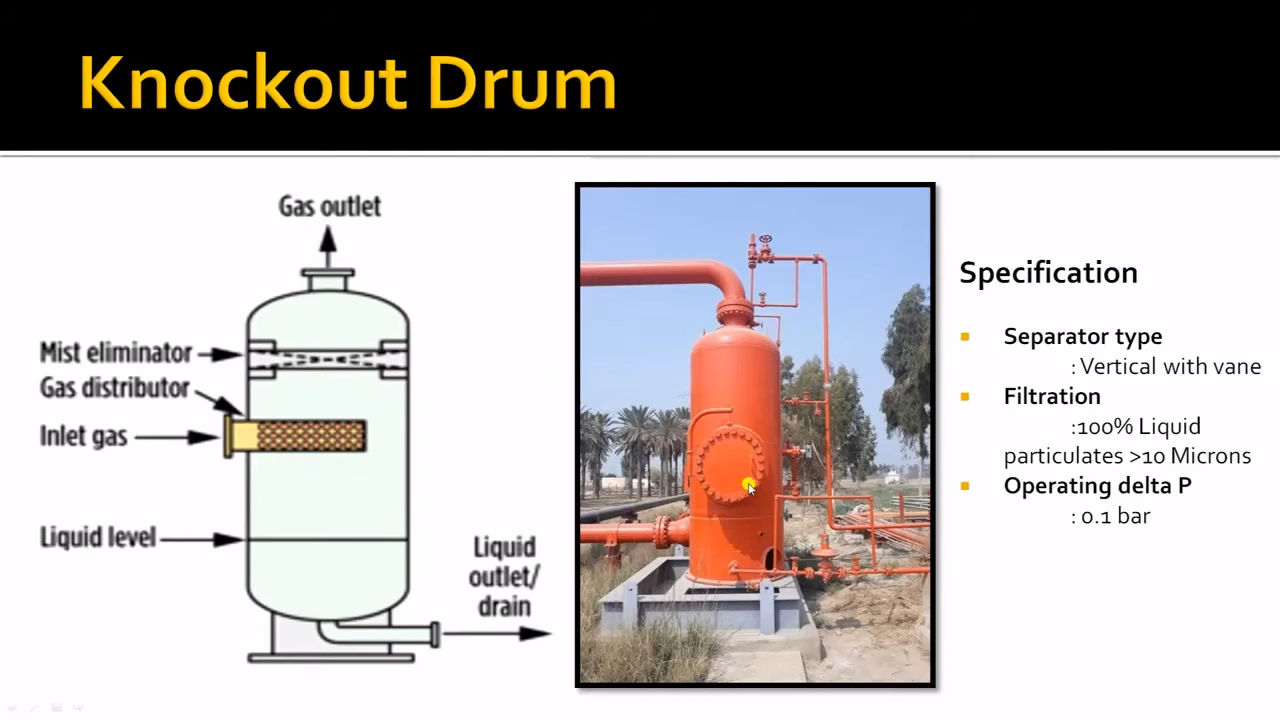 Knockout Drum
Gas outlet
Mist eliminator
Gas distributor
Inlet gas
Liquid level
Liquid
outlet/
drain
Specification
Separator type
: Vertical with vane
Filtration
:100% Liquid
particulates >10 Microns
Operating delta P
: 0.1 bar